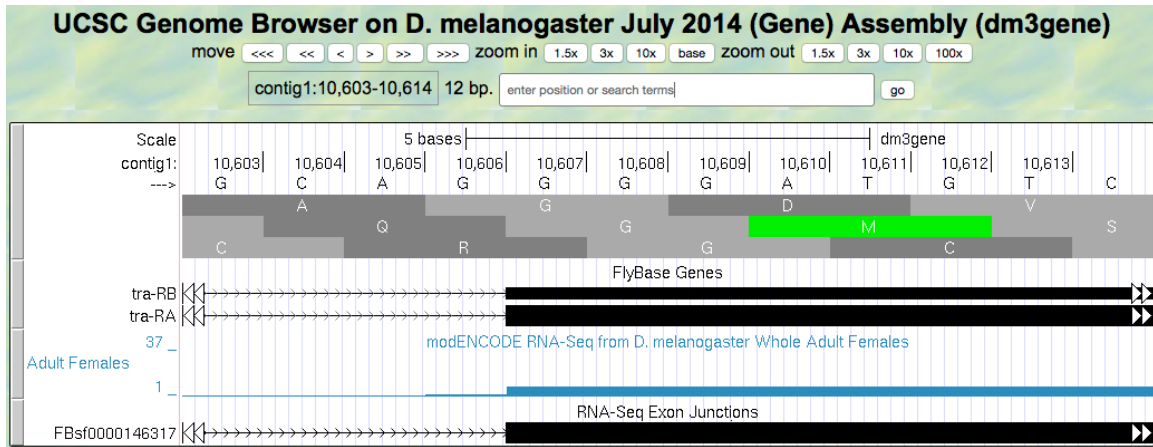 UCSC Genome Browser on D. melanogaster July 2014 (Gene) Assembly (dm3gene)
move <<< << < > >> >>> zoom in 1.5x 3x 10x base zoom out 1.5x 3x 10x 100x
contig1:10,603-10,614 12 bp. enter position or search terms go
Scale 5 bases dm3gene
contig1: 10,603 10,604 10,605 10,606 10,607 10,608 10,609 10,610 10,611 10,612 10,613
---> G C A G G G G A T G T C
A G D V
Q G M S
C R G C
FlyBase Genes
tra-RB
tra-RA
37 _ modENCODE RNA-Seq from D. melanogaster Whole Adult Females
Adult Females
1 _
RNA-Seq Exon Junctions
FBsf0000146317